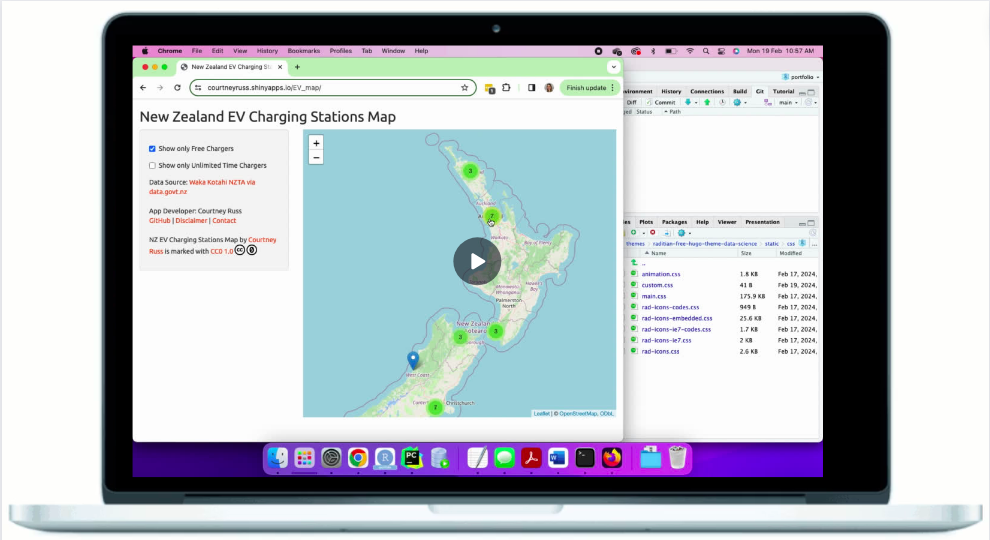 Chrome File Edit View History Bookmarks Profiles Tab Window Help
Mon 19 Feb 10:57 AM
New Zealand EV Charging St
courtneyruss.shinyapps.io/EV_map/
Finish update
portfolio
New Zealand EV Charging Stations Map
Show only Free Chargers
Show only Unlimited Time Chargers
Data Source: Waka Kotahi NZTA via
data.govt.nz
App Developer: Courtney Russ
GitHub | Disclaimer | Contact
NZ EV Charging Stations Map by Courtney
Russ is marked with CC0 1.0
+
−
3
7
Waikato
Bay of Plenty
Hawke's
Bay
Palmerston
North
3
3
West Coast
Christchurch
Leaflet | © OpenStreetMap, ODbL
vironment History Connections Build Git Tutorial
Diff Commit main
ged Status Path
es Plots Packages Help Viewer Presentation
themes raditian-free-hugo-theme-data-science static css
Name Size Modified
..
animation.css 1.8 KB Feb 17, 2024,
custom.css 41 B Feb 19, 2024,
main.css 175.9 KB Feb 17, 2024,
rad-icons-codes.css 949 B Feb 17, 2024,
rad-icons-embedded.css 25.6 KB Feb 17, 2024,
rad-icons-ie7-codes.css 1.7 KB Feb 17, 2024,
rad-icons-ie7.css 2 KB Feb 17, 2024,
rad-icons.css 2.6 KB Feb 17, 2024,